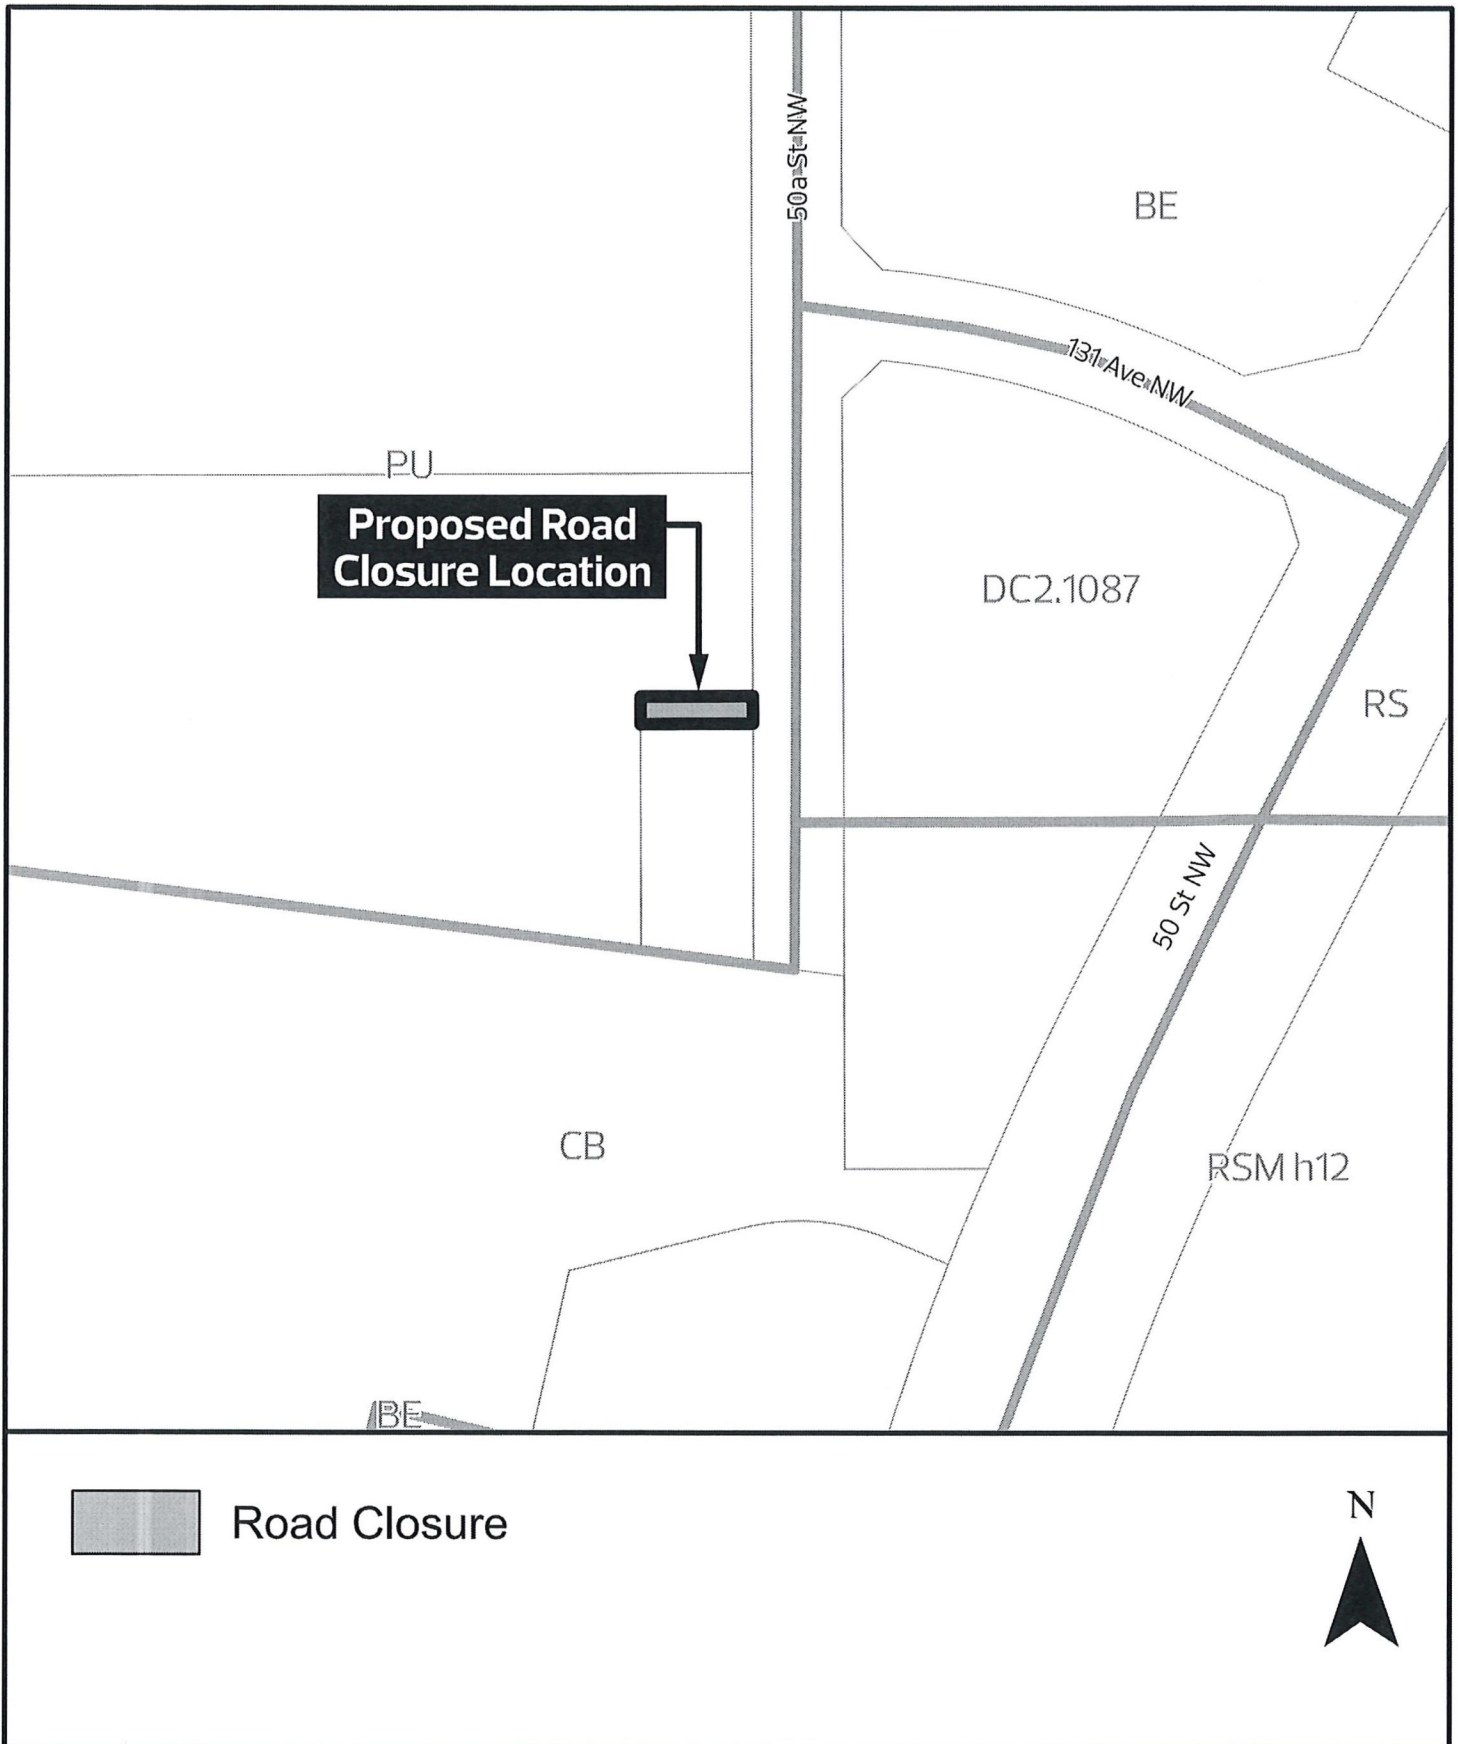 50a St NW
BE
131 Ave NW
PU
Proposed Road
Closure Location
DC2.1087
RS
50 St NW
CB
RSM h12
BE
Road Closure
N